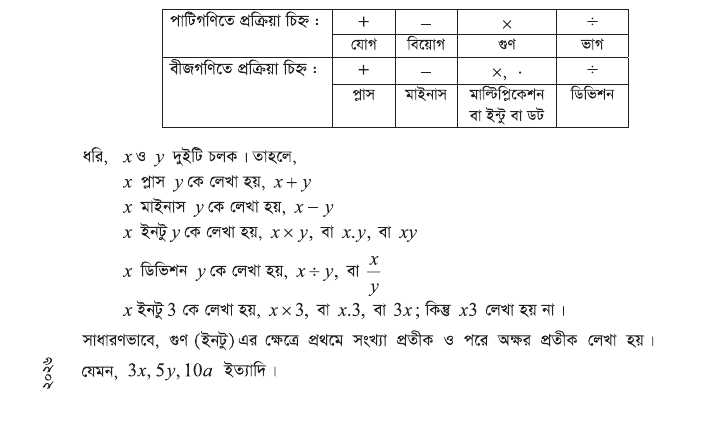 পাটিগণিতে প্রক্রিয়া চিহ্ন : + − × ÷
যোগ বিয়োগ গুণ ভাগ
বীজগণিতে প্রক্রিয়া চিহ্ন : + − ×, · ÷
প্লাস মাইনাস মাল্টিপ্লিকেশন ডিভিশন
বা ইন্টু বা ডট
ধরি, x ও y দুইটি চলক। তাহলে,
x প্লাস y কে লেখা হয়, x + y
x মাইনাস y কে লেখা হয়, x − y
x ইনটু y কে লেখা হয়, x × y, বা x.y, বা xy
x ডিভিশন y কে লেখা হয়, x ÷ y, বা x/y
x ইনটু 3 কে লেখা হয়, x × 3, বা x.3, বা 3x; কিন্তু x3 লেখা হয় না।
সাধারণভাবে, গুণ (ইনটু) এর ক্ষেত্রে প্রথমে সংখ্যা প্রতীক ও পরে অক্ষর প্রতীক লেখা হয়।
যেমন, 3x, 5y, 10a ইত্যাদি।
২০২৬